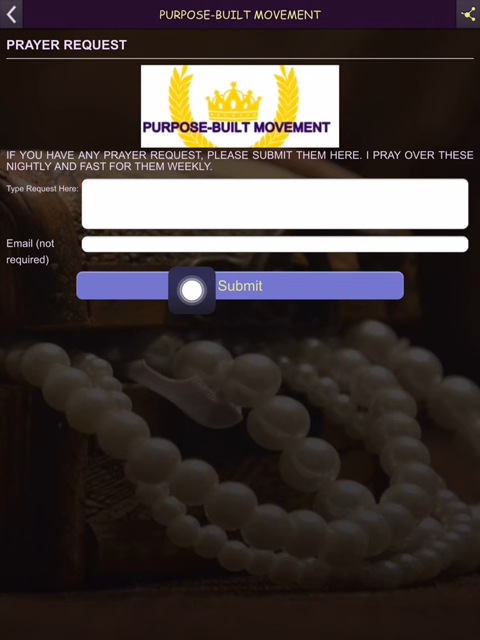 PURPOSE-BUILT MOVEMENT
PRAYER REQUEST
PURPOSE-BUILT MOVEMENT
IF YOU HAVE ANY PRAYER REQUEST, PLEASE SUBMIT THEM HERE. I PRAY OVER THESE
NIGHTLY AND FAST FOR THEM WEEKLY.
Type Request Here:
Email (not
required)
Submit